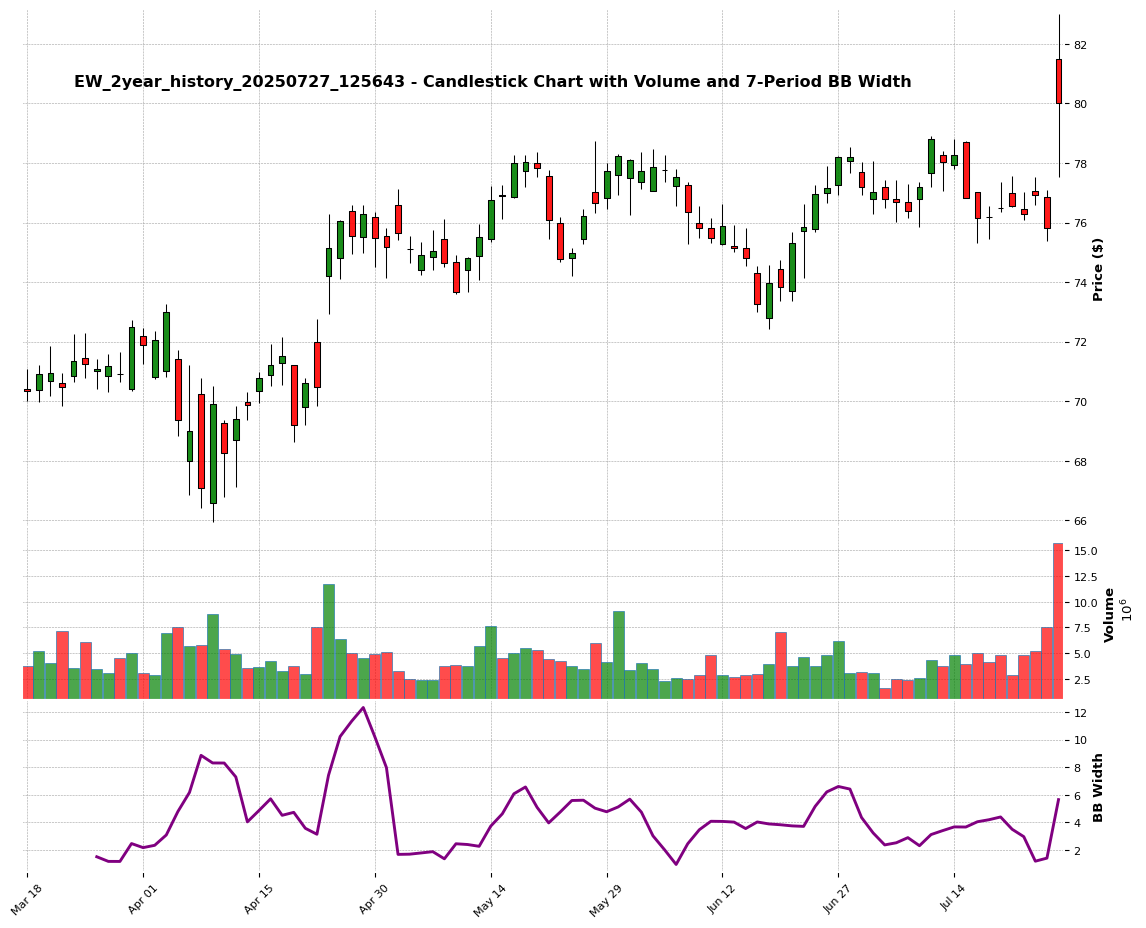 EW_2year_history_20250727_125643 - Candlestick Chart with Volume and 7-Period BB Width
82
80
78
76
74
72
70
68
66
Price ($)
15.0
12.5
10.0
7.5
5.0
2.5
Volume
10^6
12
10
8
6
4
2
BB Width
Mar 18
Apr 01
Apr 15
Apr 30
May 14
May 29
Jun 12
Jun 27
Jul 14